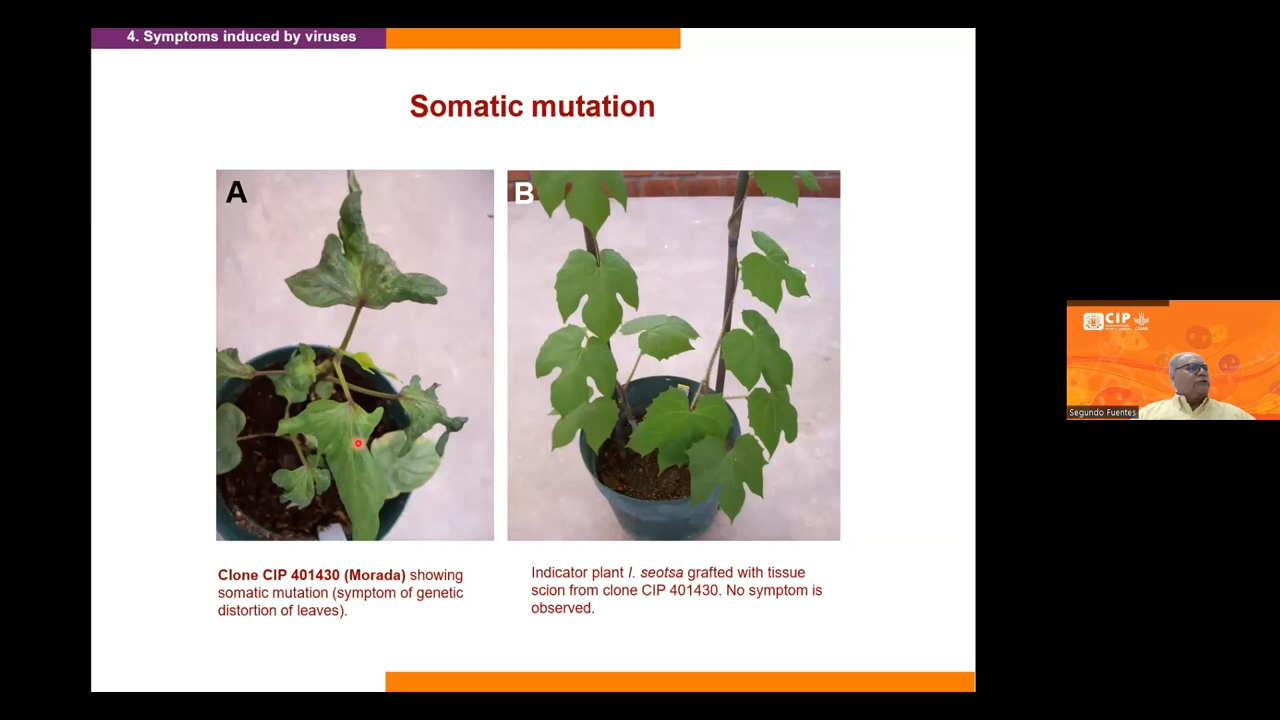 4. Symptoms induced by viruses
Somatic mutation
A
B
Clone CIP 401430 (Morada) showing
somatic mutation (symptom of genetic
distortion of leaves).
Indicator plant I. seotsa grafted with tissue
scion from clone CIP 401430. No symptom is
observed.
CIP
Segundo Fuentes